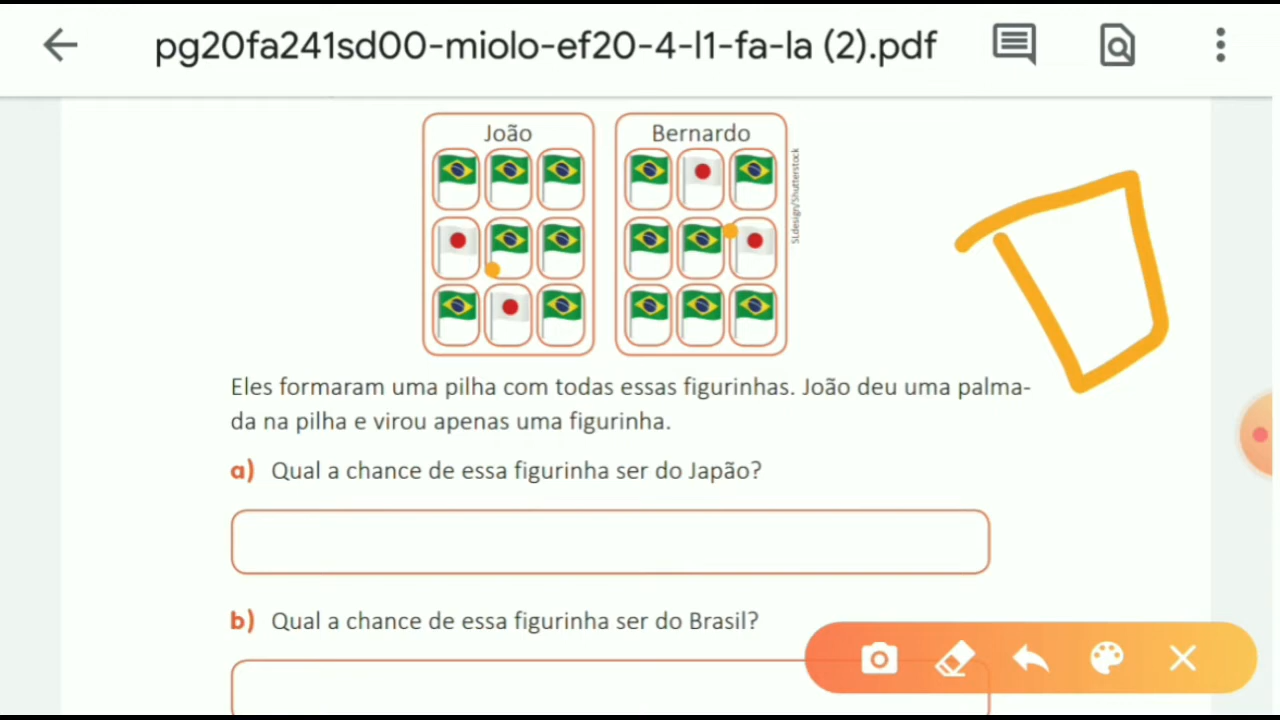 pg20fa241sd00-miolo-ef20-4-l1-fa-la (2).pdf
João
Bernardo
SLdesign/Shutterstock
Eles formaram uma pilha com todas essas figurinhas. João deu uma palma-
da na pilha e virou apenas uma figurinha.
a) Qual a chance de essa figurinha ser do Japão?
b) Qual a chance de essa figurinha ser do Brasil?